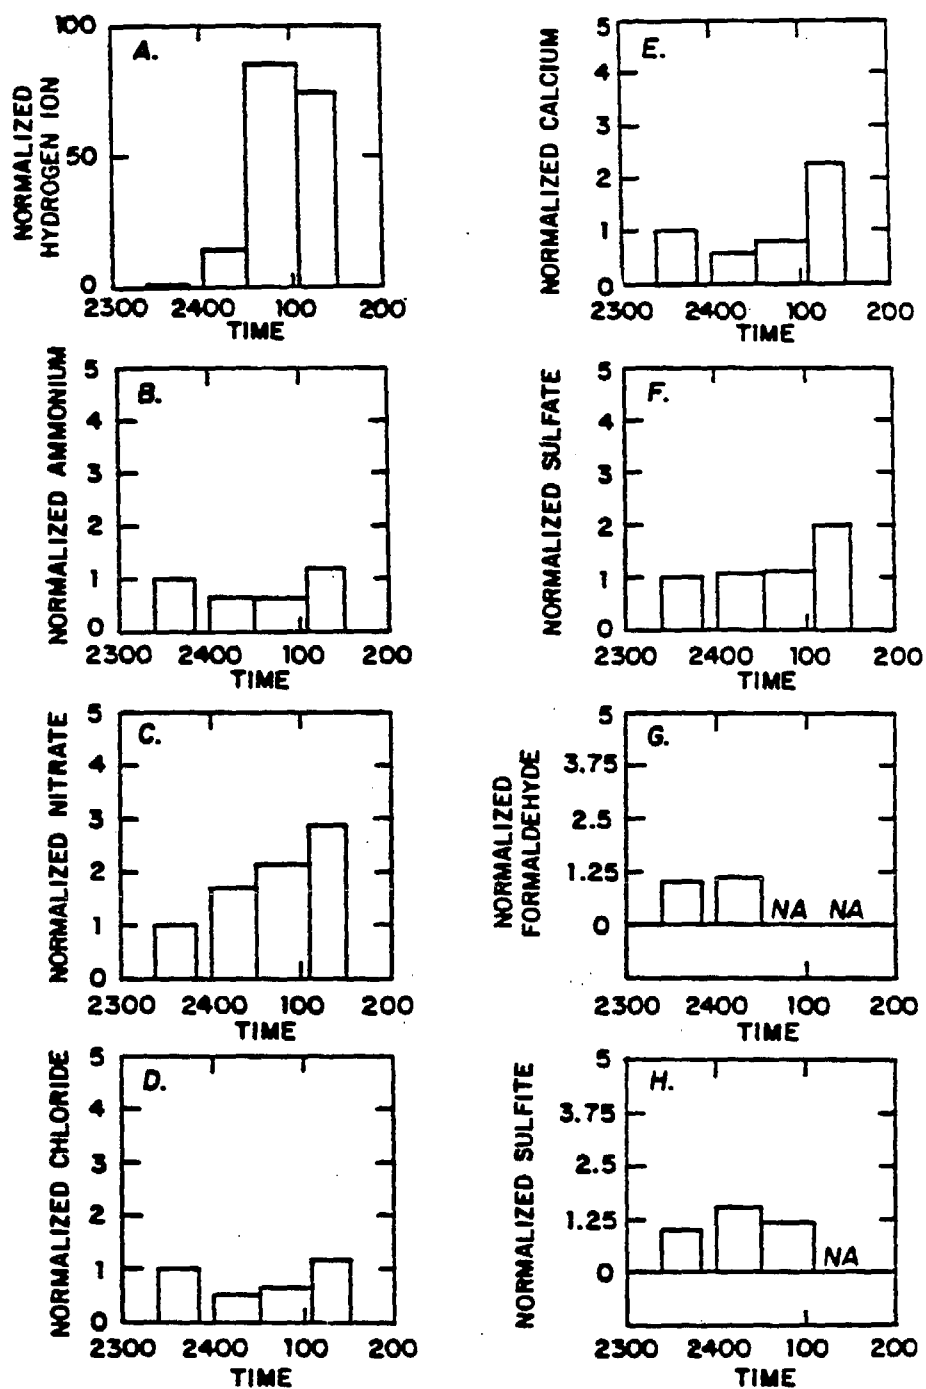 A.
NORMALIZED
HYDROGEN ION
100
50
0
2300 2400 100 200
TIME
B.
NORMALIZED AMMONIUM
5
4
3
2
1
0
2300 2400 100 200
TIME
C.
NORMALIZED NITRATE
5
4
3
2
1
0
2300 2400 100 200
TIME
D.
NORMALIZED CHLORIDE
5
4
3
2
1
0
2300 2400 100 200
TIME
E.
NORMALIZED CALCIUM
5
4
3
2
1
0
2300 2400 100 200
TIME
F.
NORMALIZED SULFATE
5
4
3
2
1
0
2300 2400 100 200
TIME
G.
NORMALIZED
FORMALDEHYDE
5
3.75
2.5
1.25
0
NA NA
2300 2400 100 200
TIME
H.
NORMALIZED SULFITE
5
3.75
2.5
1.25
0
NA
2300 2400 100 200
TIME